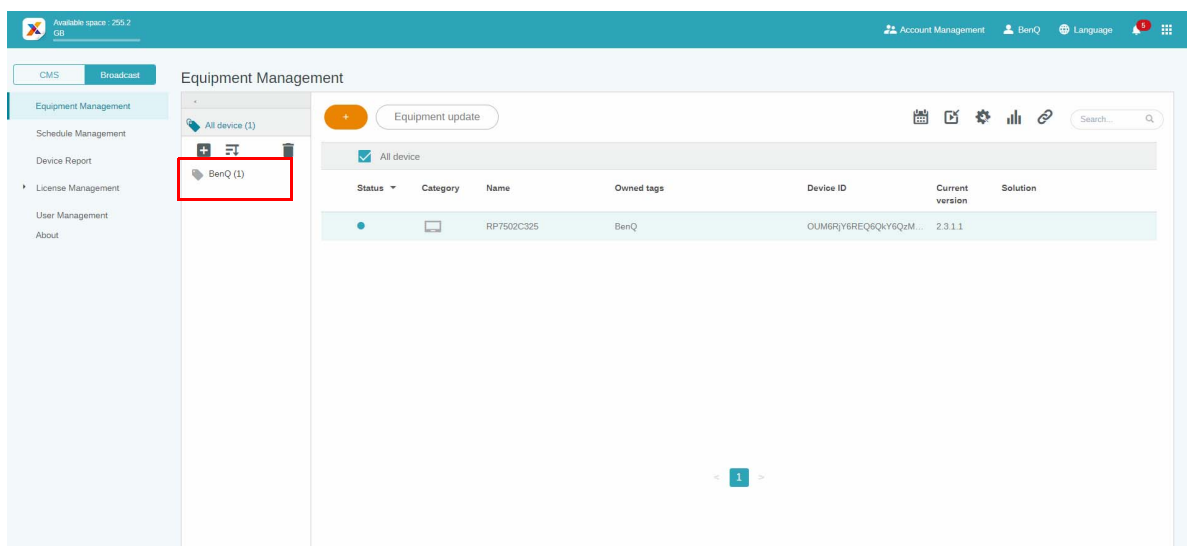 Available space : 255.2
GB
Account Management
BenQ
Language
5
CMS
Broadcast
Equipment Management
Equipment Management
Schedule Management
Device Report
License Management
User Management
About
All device (1)
BenQ (1)
+
Equipment update
Search...
All device
Status
Category
Name
Owned tags
Device ID
Current
version
Solution
RP7502C325
BenQ
OUM6RjY6REQ6QkY6QzM...
2.3.1.1
< 1 >